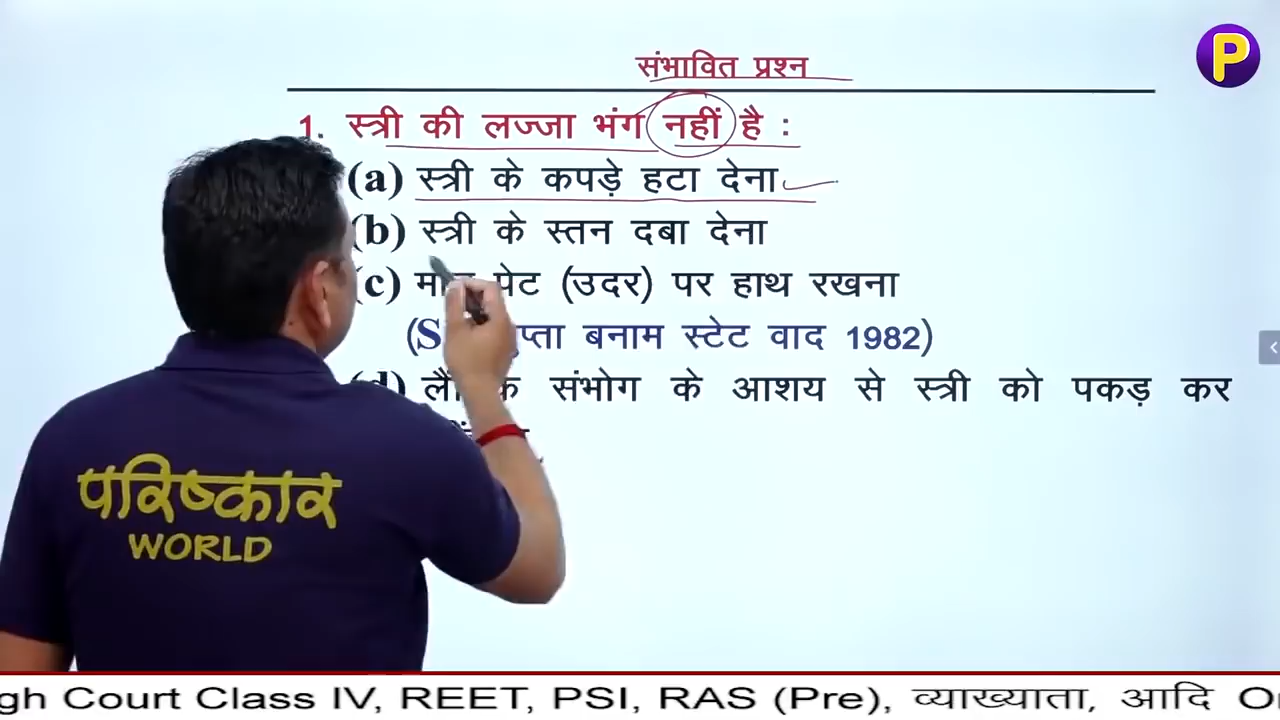 संभावित प्रश्न
P
1. स्त्री की लज्जा भंग नहीं है :
(a) स्त्री के कपड़े हटा देना
(b) स्त्री के स्तन दबा देना
(c) पेट (उदर) पर हाथ रखना
बनाम स्टेट वाद 1982)
(d) संभोग के आशय से स्त्री को पकड़ कर
परिष्कार
WORLD
Court Class IV, REET, PSI, RAS (Pre), व्याख्याता, आदि